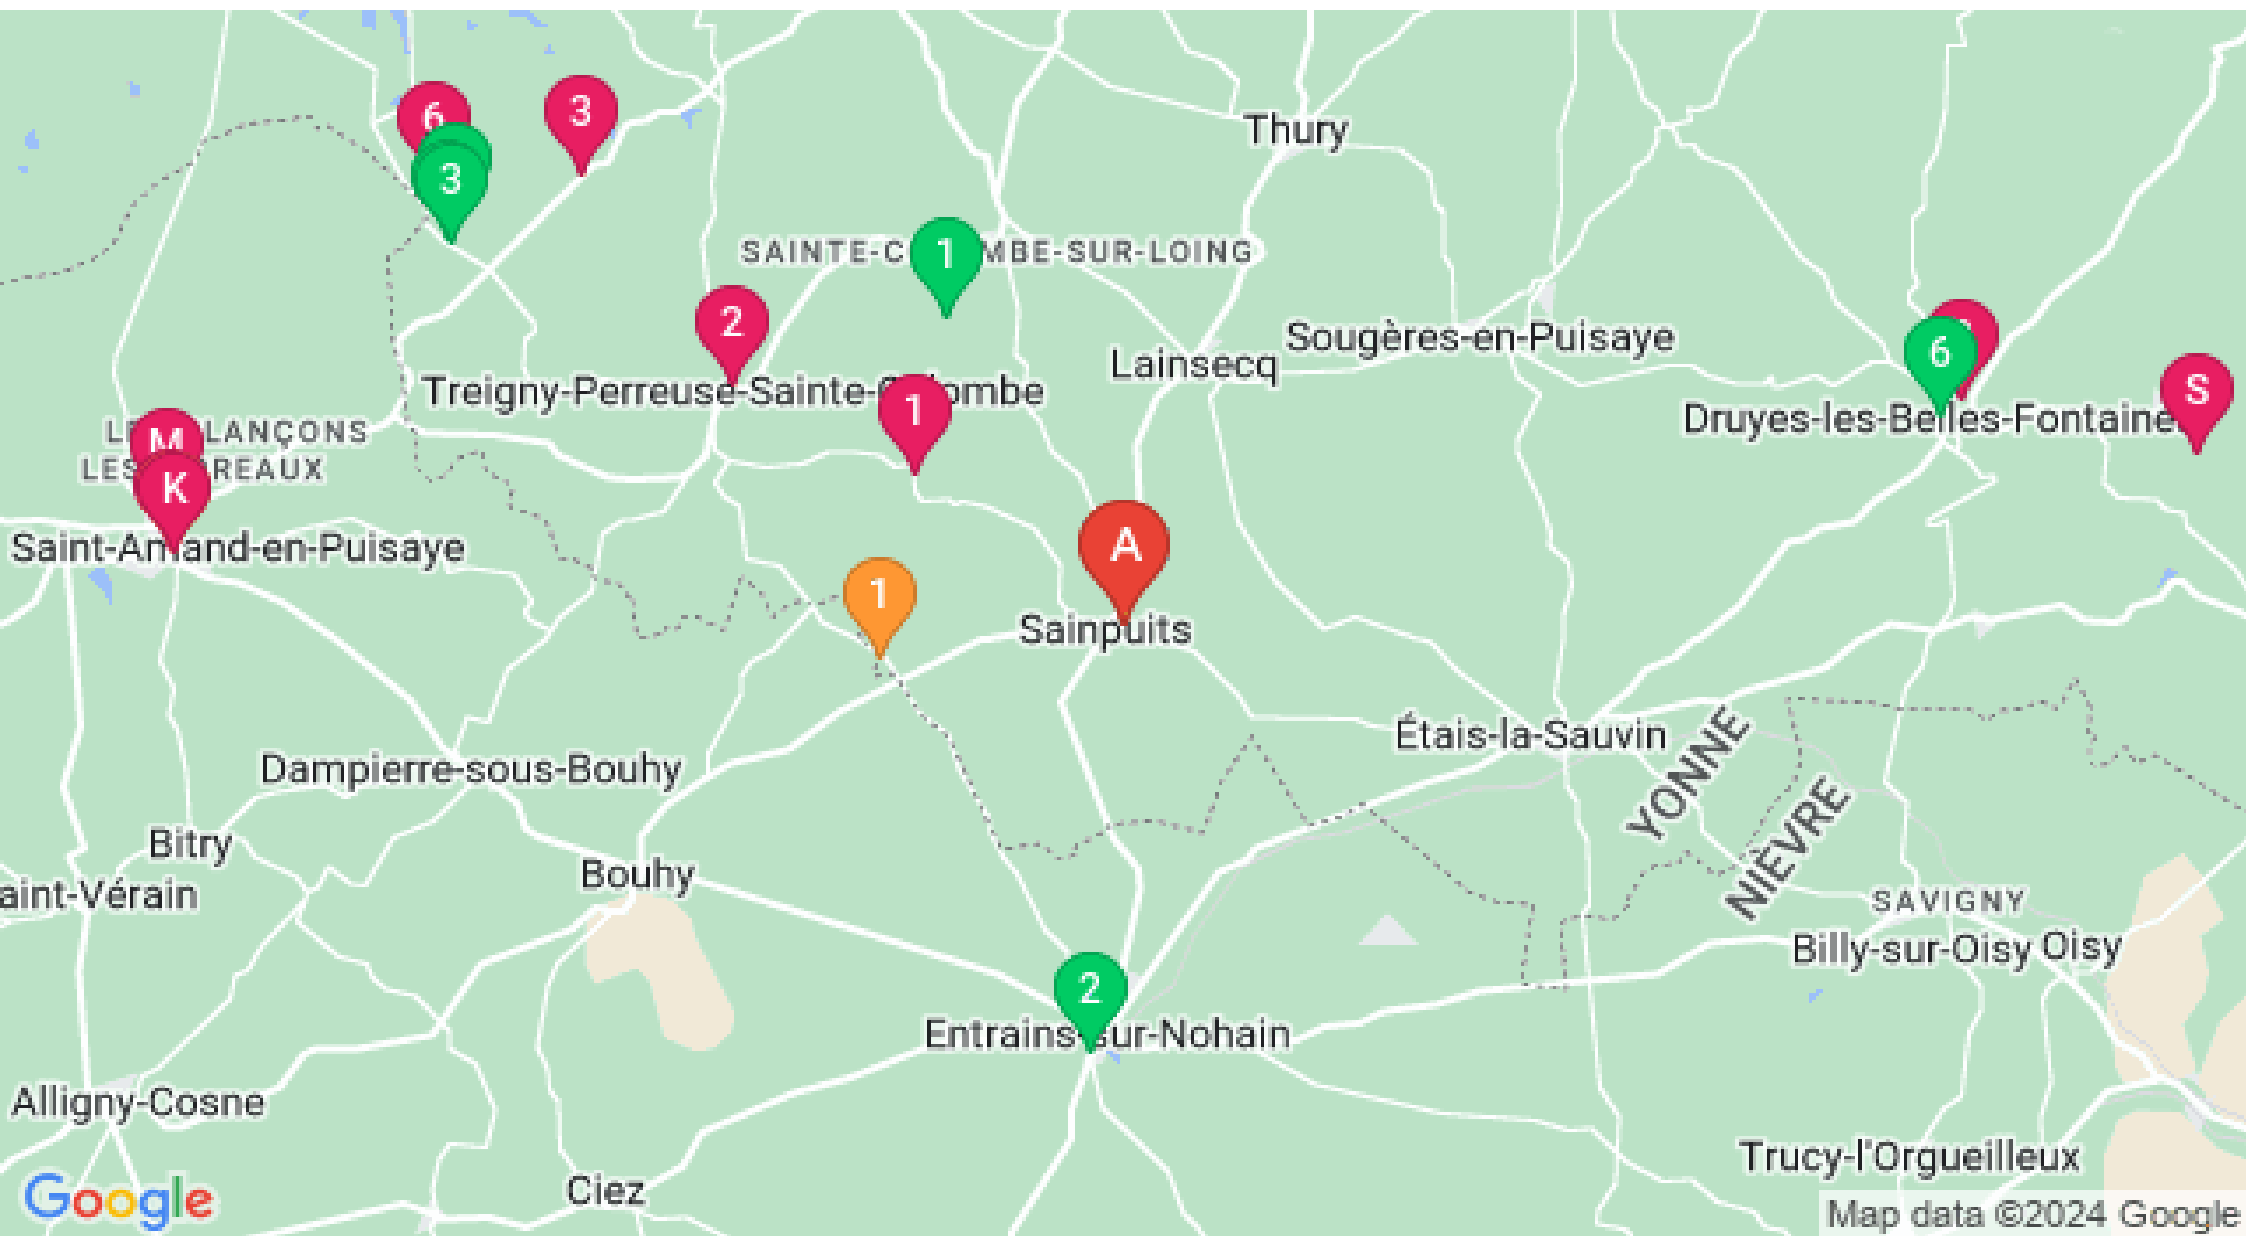 6
3
Thury
3
SAINTE-C
1
MBE-SUR-LOING
2
Sougères-en-Puisaye
6
Lainsecq
Treigny-Perreuse-Sainte-
ombe
1
S
Druyes-les-Belles-Fontaine
M
LANÇONS
LES
REAUX
K
A
Saint-Amand-en-Puisaye
1
Sainpuits
Étais-la-Sauvin
YONNE
Dampierre-sous-Bouhy
NIÈVRE
Bitry
Bouhy
aint-Vérain
SAVIGNY
Billy-sur-Oisy
Oisy
2
Entrains-sur-Nohain
Alligny-Cosne
Trucy-l'Orgueilleux
Ciez
Google
Map data ©2024 Google